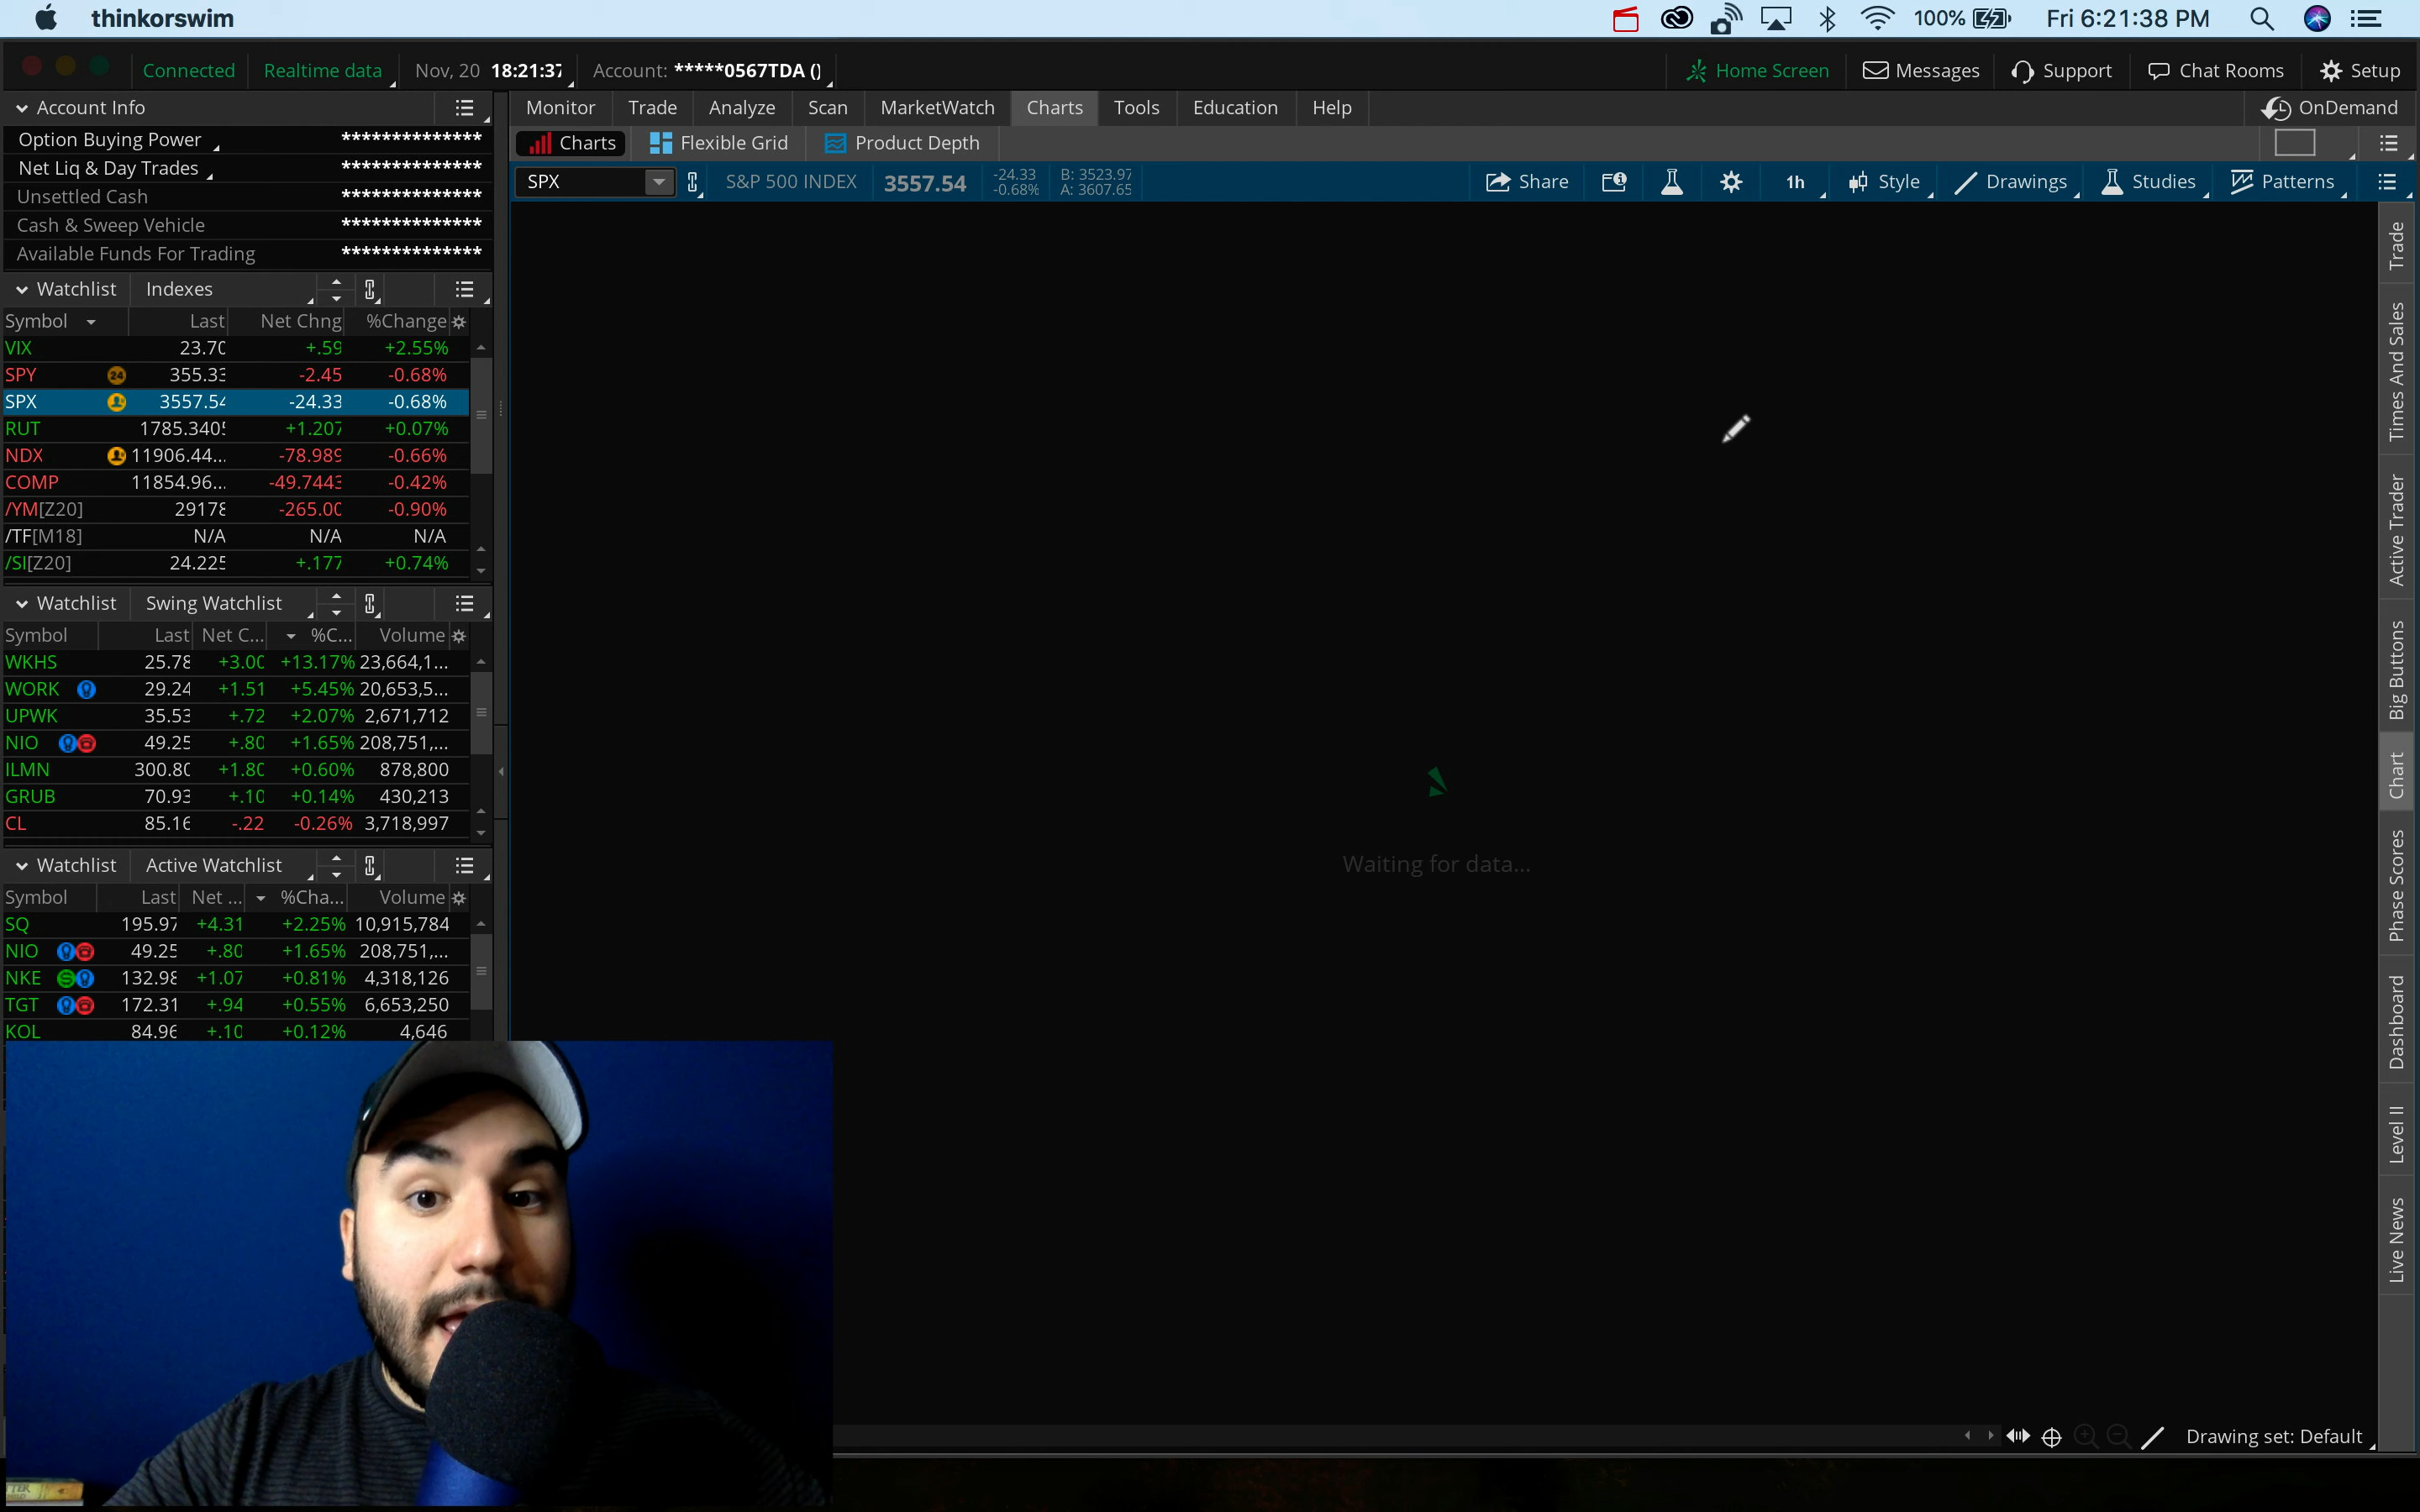 thinkorswim 100% Fri 6:21:38 PM
Connected Realtime data Nov, 20 18:21:37 Account: *****0567TDA () Home Screen Messages Support Chat Rooms Setup
Account Info
Option Buying Power **************
Net Liq & Day Trades **************
Unsettled Cash **************
Cash & Sweep Vehicle **************
Available Funds For Trading **************
Monitor Trade Analyze Scan MarketWatch Charts Tools Education Help OnDemand
Charts Flexible Grid Product Depth
SPX S&P 500 INDEX 3557.54 -24.33 -0.68% B: 3523.97 A: 3607.65 Share 1h Style Drawings Studies Patterns
Watchlist Indexes
Symbol Last Net Chng %Change
VIX 23.70 +.59 +2.55%
SPY 24 355.33 -2.45 -0.68%
SPX 3557.54 -24.33 -0.68%
RUT 1785.3405 +1.207 +0.07%
NDX 11906.44... -78.989 -0.66%
COMP 11854.96... -49.7443 -0.42%
/YM[Z20] 29178 -265.00 -0.90%
/TF[M18] N/A N/A N/A
/SI[Z20] 24.225 +.177 +0.74%
Watchlist Swing Watchlist
Symbol Last Net C... %C... Volume
WKHS 25.78 +3.00 +13.17% 23,664,1...
WORK 29.24 +1.51 +5.45% 20,653,5...
UPWK 35.53 +.72 +2.07% 2,671,712
NIO 49.25 +.80 +1.65% 208,751,...
ILMN 300.80 +1.80 +0.60% 878,800
GRUB 70.93 +.10 +0.14% 430,213
CL 85.16 -.22 -0.26% 3,718,997
Watchlist Active Watchlist
Symbol Last Net ... %Cha... Volume
SQ 195.97 +4.31 +2.25% 10,915,784
NIO 49.25 +.80 +1.65% 208,751,...
NKE 132.98 +1.07 +0.81% 4,318,126
TGT 172.31 +.94 +0.55% 6,653,250
KOL 84.96 +.10 +0.12% 4,646
Waiting for data...
Trade
Times And Sales
Active Trader
Big Buttons
Chart
Phase Scores
Dashboard
Level II
Live News
Drawing set: Default